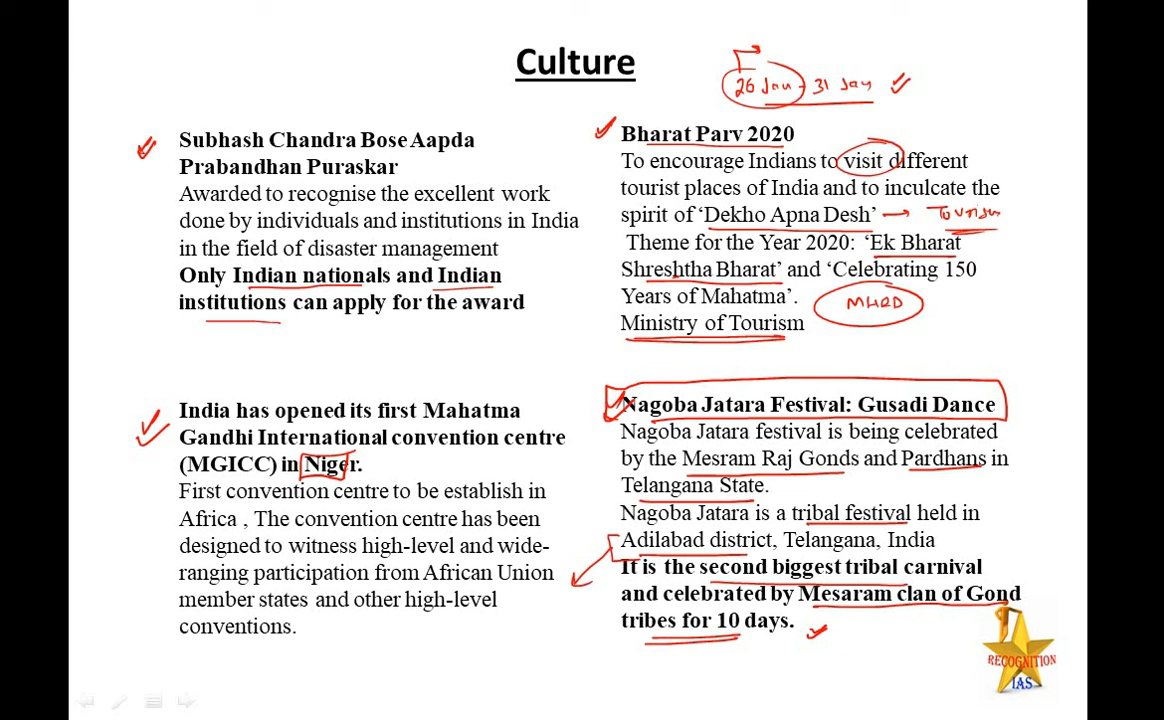 Culture
26 Jan - 31 Jan
Subhash Chandra Bose Aapda
Prabandhan Puraskar
Awarded to recognise the excellent work
done by individuals and institutions in India
in the field of disaster management
Only Indian nationals and Indian
institutions can apply for the award
Bharat Parv 2020
To encourage Indians to visit different
tourist places of India and to inculcate the
spirit of ‘Dekho Apna Desh’ → Tourism
Theme for the Year 2020: ‘Ek Bharat
Shreshtha Bharat’ and ‘Celebrating 150
Years of Mahatma’.
MHRD
Ministry of Tourism
India has opened its first Mahatma
Gandhi International convention centre
(MGICC) in Niger.
First convention centre to be establish in
Africa , The convention centre has been
designed to witness high-level and wide-
ranging participation from African Union
member states and other high-level
conventions.
Nagoba Jatara Festival: Gusadi Dance
Nagoba Jatara festival is being celebrated
by the Mesram Raj Gonds and Pardhans in
Telangana State.
Nagoba Jatara is a tribal festival held in
Adilabad district, Telangana, India
It is the second biggest tribal carnival
and celebrated by Mesaram clan of Gond
tribes for 10 days.
RECOGNITION
IAS